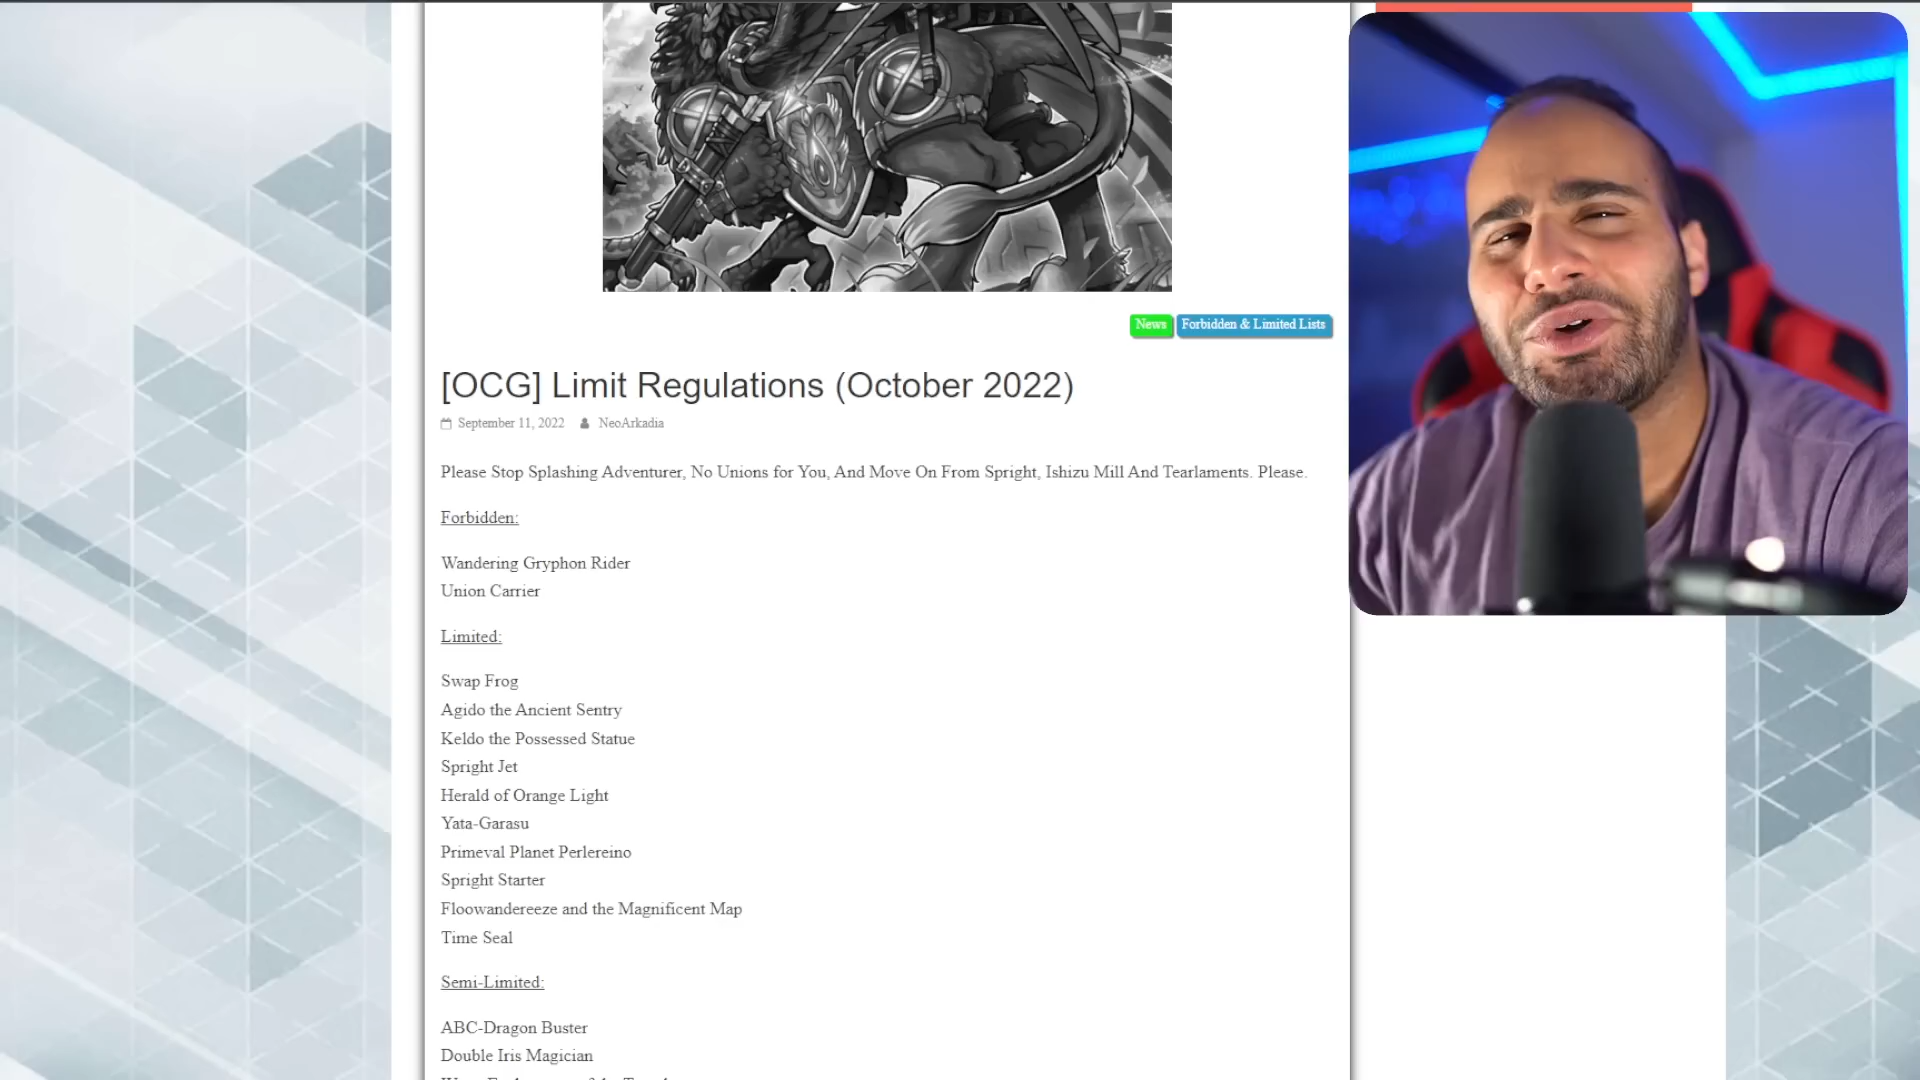 News
Forbidden & Limited Lists
[OCG] Limit Regulations (October 2022)
September 11, 2022 NeoArkadia
Please Stop Splashing Adventurer, No Unions for You, And Move On From Spright, Ishizu Mill And Tearlaments. Please.
Forbidden:
Wandering Gryphon Rider
Union Carrier
Limited:
Swap Frog
Agido the Ancient Sentry
Keldo the Possessed Statue
Spright Jet
Herald of Orange Light
Yata-Garasu
Primeval Planet Perlereino
Spright Starter
Floowandereeze and the Magnificent Map
Time Seal
Semi-Limited:
ABC-Dragon Buster
Double Iris Magician